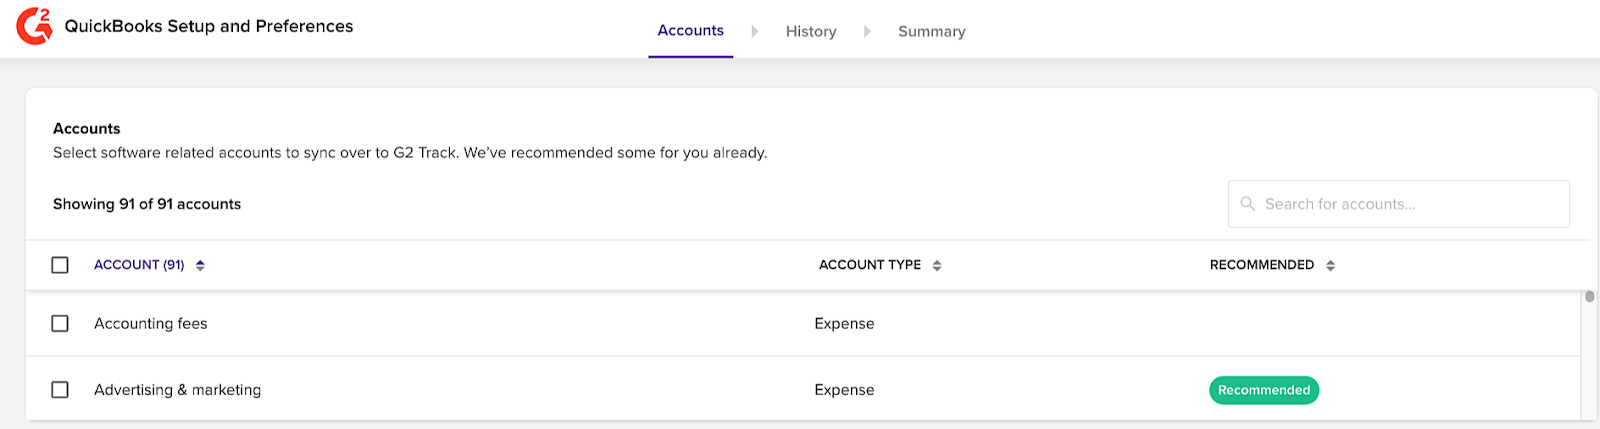 G2 QuickBooks Setup and Preferences
Accounts History Summary
Accounts
Select software related accounts to sync over to G2 Track. We've recommended some for you already.
Showing 91 of 91 accounts
Search for accounts...
ACCOUNT (91) ACCOUNT TYPE RECOMMENDED
Accounting fees Expense
Advertising & marketing Expense Recommended